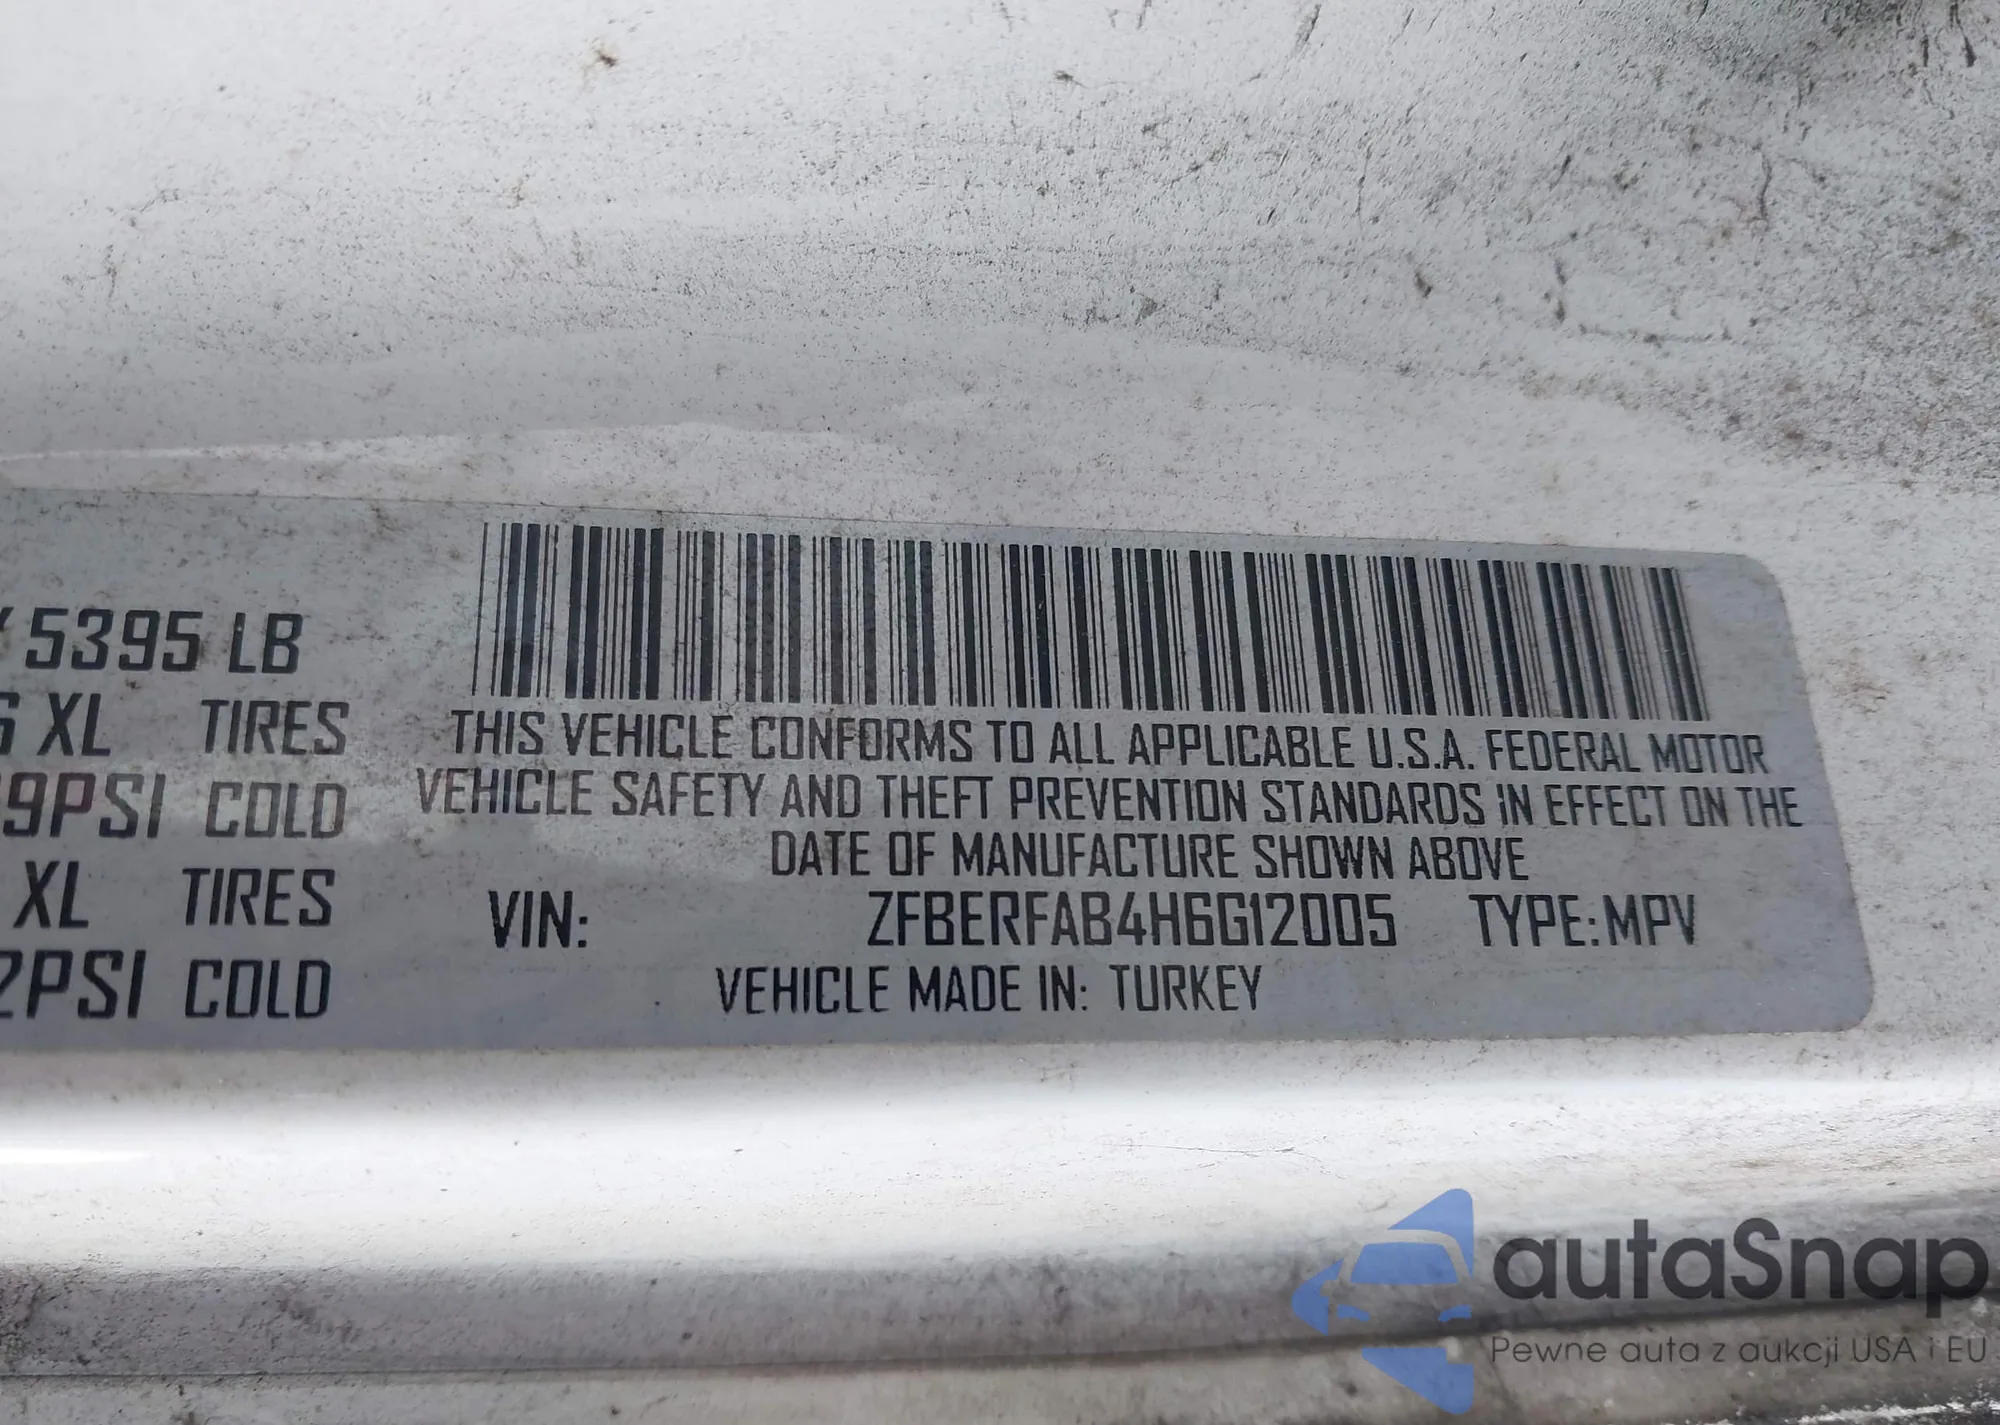 5395 LB
XL TIRES
9PSI COLD
XL TIRES
2PSI COLD
THIS VEHICLE CONFORMS TO ALL APPLICABLE U.S.A. FEDERAL MOTOR
VEHICLE SAFETY AND THEFT PREVENTION STANDARDS IN EFFECT ON THE
DATE OF MANUFACTURE SHOWN ABOVE
VIN: ZFBERFAB4H6G12005 TYPE: MPV
VEHICLE MADE IN: TURKEY
autaSnap
Pewne auta z aukcji USA i EU